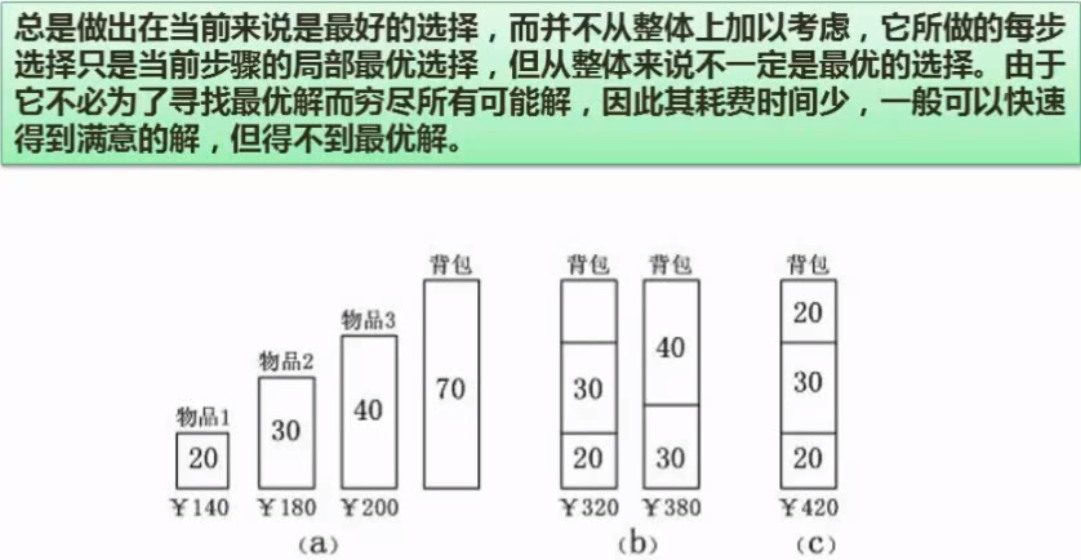 总是做出在当前来说是最好的选择，而并不从整体上加以考虑，它所做的每步
选择只是当前步骤的局部最优选择，但从整体来说不一定是最优的选择。由于
它不必为了寻找最优解而穷尽所有可能解，因此其耗费时间少，一般可以快速
得到满意的解，但得不到最优解。
背包 背包 背包 背包
物品3
物品2
物品1
20 30 40 70
30 20
40 30
20 30 20
￥140 ￥180 ￥200 ￥320 ￥380 ￥420
(a) (b) (c)